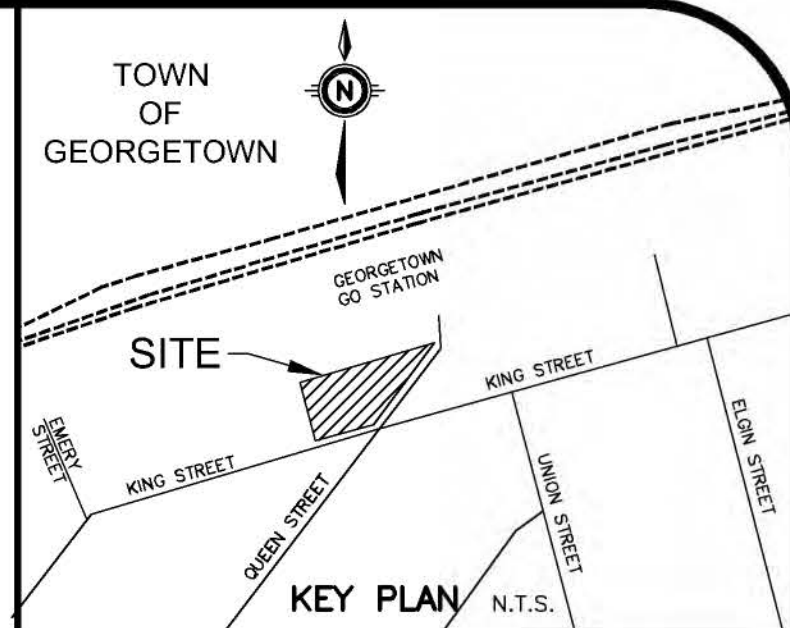 TOWN
OF
GEORGETOWN
N
GEORGETOWN
GO STATION
SITE
KING STREET
EMERY
STREET
KING STREET
ELGIN STREET
UNION STREET
QUEEN STREET
KEY PLAN
N.T.S.